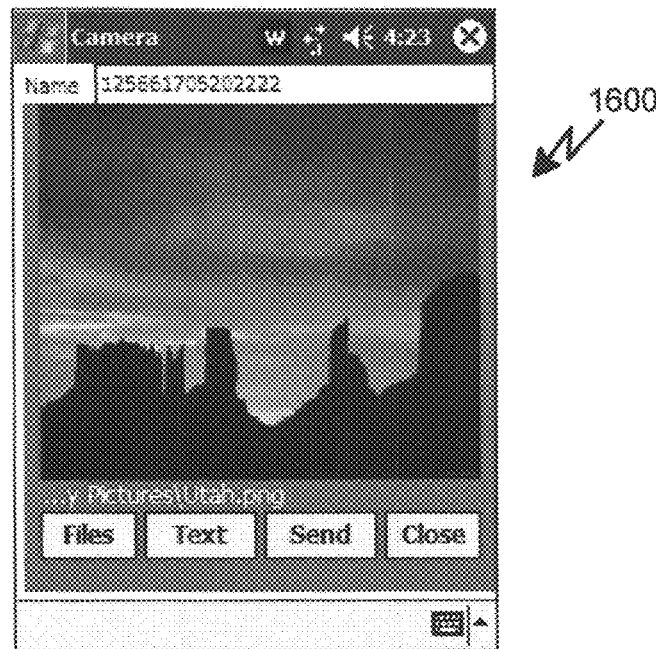 Camera W 4:23
Name 125661705202222
1600
...y Pictures\Utah.png
Files Text Send Close